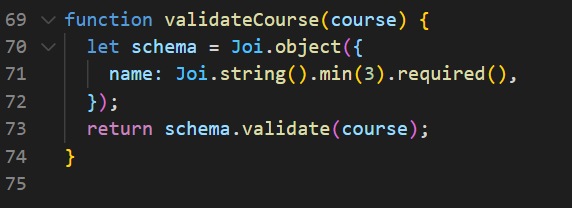 69 function validateCourse(course) {
70 let schema = Joi.object({
71 name: Joi.string().min(3).required(),
72 });
73 return schema.validate(course);
74 }
75